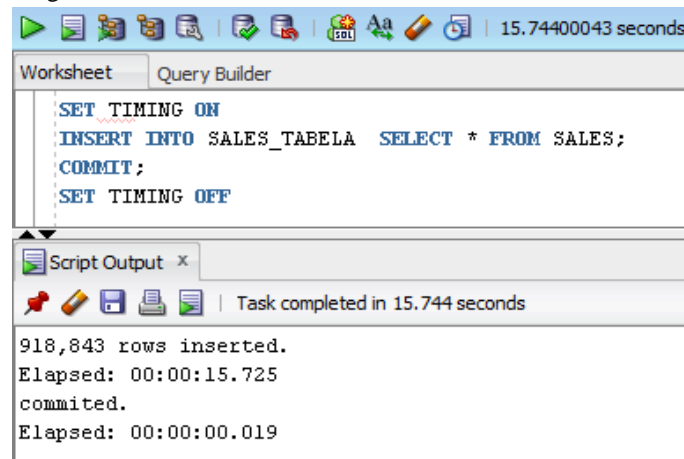 15.74400043 seconds
Worksheet Query Builder
SET TIMING ON
INSERT INTO SALES_TABELA SELECT * FROM SALES;
COMMIT;
SET TIMING OFF
Script Output x
Task completed in 15.744 seconds
918,843 rows inserted.
Elapsed: 00:00:15.725
commited.
Elapsed: 00:00:00.019